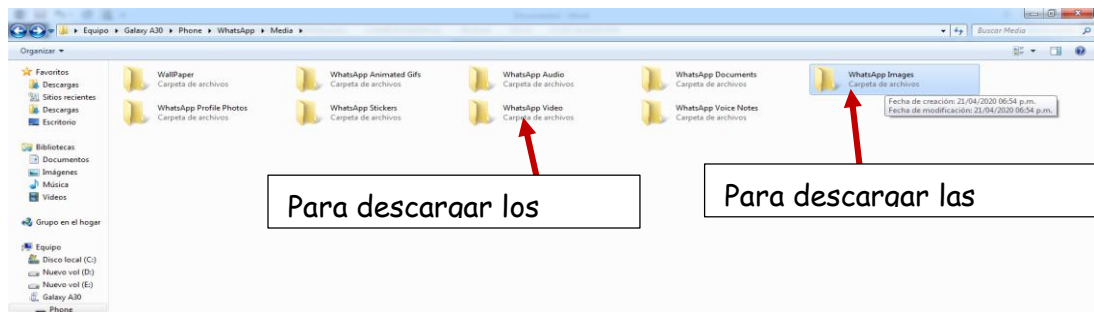 Equipo ▸ Galaxy A30 ▸ Phone ▸ WhatsApp ▸ Media ▸
Buscar Media
Organizar
Favoritos
Descargas
Sitios recientes
Descargas
Escritorio
Bibliotecas
Documentos
Imágenes
Música
Videos
Grupo en el hogar
Equipo
Disco local (C:)
Nuevo vol (D:)
Nuevo vol (E:)
Galaxy A30
Phone
WallPaper
Carpeta de archivos
WhatsApp Animated Gifs
Carpeta de archivos
WhatsApp Audio
Carpeta de archivos
WhatsApp Documents
Carpeta de archivos
WhatsApp Images
Carpeta de archivos
WhatsApp Profile Photos
Carpeta de archivos
WhatsApp Stickers
Carpeta de archivos
WhatsApp Video
Carpeta de archivos
WhatsApp Voice Notes
Carpeta de archivos
Fecha de creación: 21/04/2020 06:54 p.m.
Fecha de modificación: 21/04/2020 06:54 p.m.
Para descargar los
Para descargar las